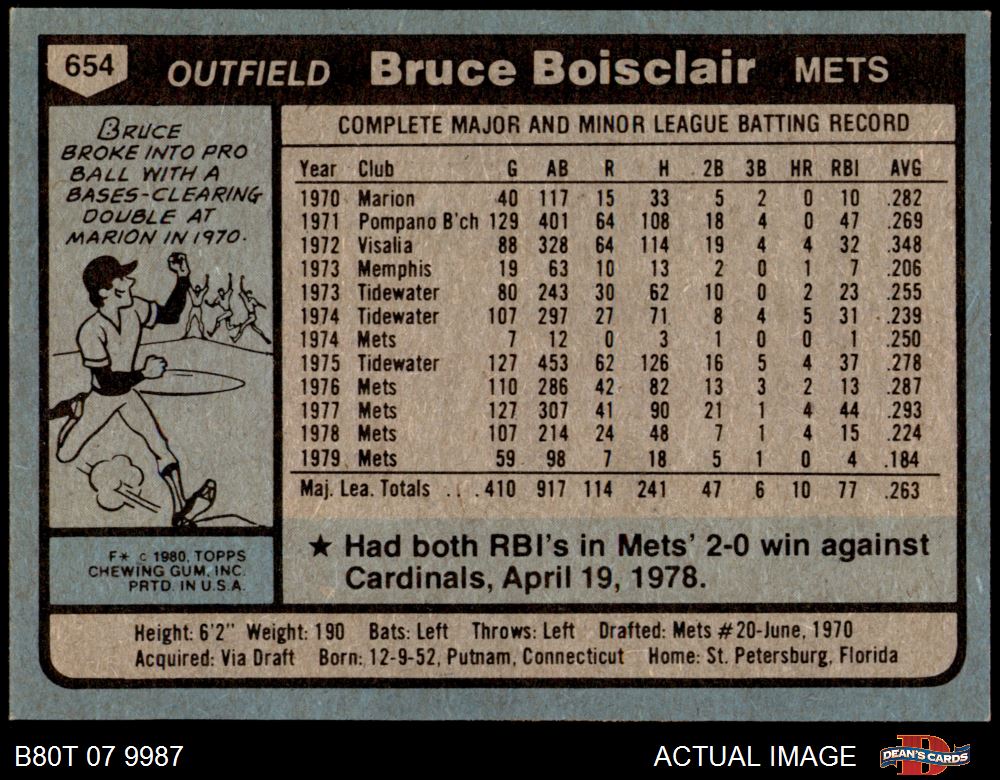 654 OUTFIELD Bruce Boisclair METS
BRUCE
BROKE INTO PRO
BALL WITH A
BASES-CLEARING
DOUBLE AT
MARION IN 1970.
COMPLETE MAJOR AND MINOR LEAGUE BATTING RECORD
Year Club G AB R H 2B 3B HR RBI AVG
1970 Marion 40 117 15 33 5 2 0 10 .282
1971 Pompano B'ch 129 401 64 108 18 4 0 47 .269
1972 Visalia 88 328 64 114 19 4 4 32 .348
1973 Memphis 19 63 10 13 2 0 1 7 .206
1973 Tidewater 80 243 30 62 10 0 2 23 .255
1974 Tidewater 107 297 27 71 8 4 5 31 .239
1974 Mets 7 12 0 3 1 0 0 1 .250
1975 Tidewater 127 453 62 126 16 5 4 37 .278
1976 Mets 110 286 42 82 13 3 2 13 .287
1977 Mets 127 307 41 90 21 1 4 44 .293
1978 Mets 107 214 24 48 7 1 4 15 .224
1979 Mets 59 98 7 18 5 1 0 4 .184
Maj. Lea. Totals . . . 410 917 114 241 47 6 10 77 .263
★ Had both RBI's in Mets' 2-0 win against
Cardinals, April 19, 1978.
F* © 1980, TOPPS
CHEWING GUM, INC.
PRTD. IN U.S.A.
Height: 6'2" Weight: 190 Bats: Left Throws: Left Drafted: Mets #20-June, 1970
Acquired: Via Draft Born: 12-9-52, Putnam, Connecticut Home: St. Petersburg, Florida
B80T 07 9987 ACTUAL IMAGE DEAN'S CARDS